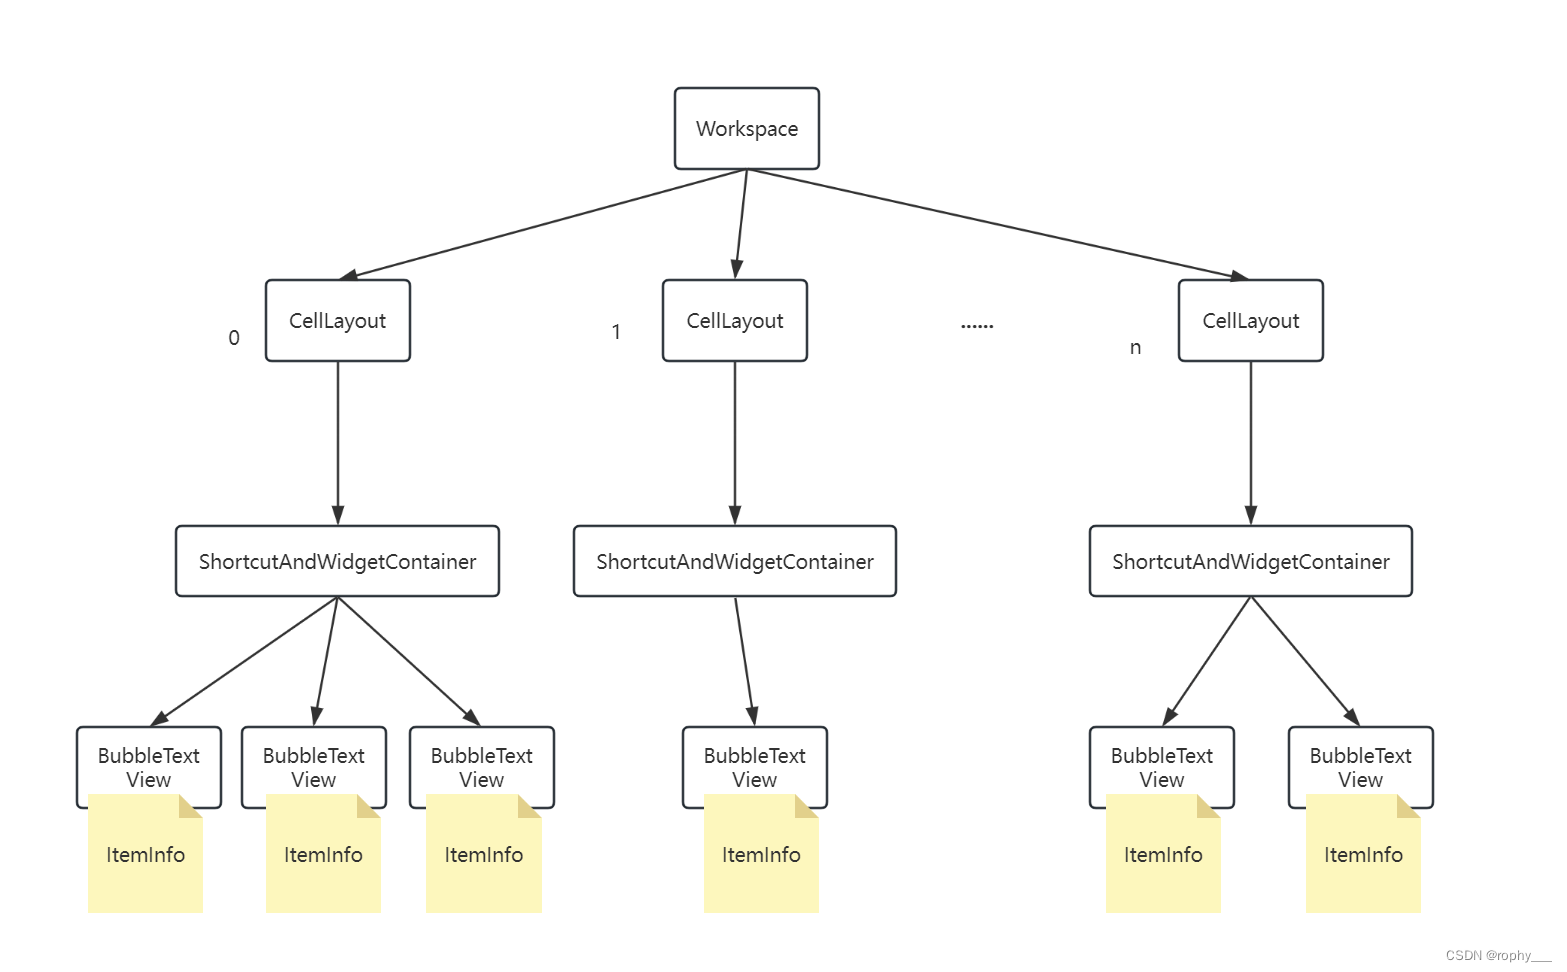 Workspace
CellLayout
CellLayout
......
CellLayout
0
1
n
ShortcutAndWidgetContainer
ShortcutAndWidgetContainer
ShortcutAndWidgetContainer
BubbleText
View
BubbleText
View
BubbleText
View
BubbleText
View
BubbleText
View
BubbleText
View
ItemInfo
ItemInfo
ItemInfo
ItemInfo
ItemInfo
ItemInfo
CSDN @rophy___